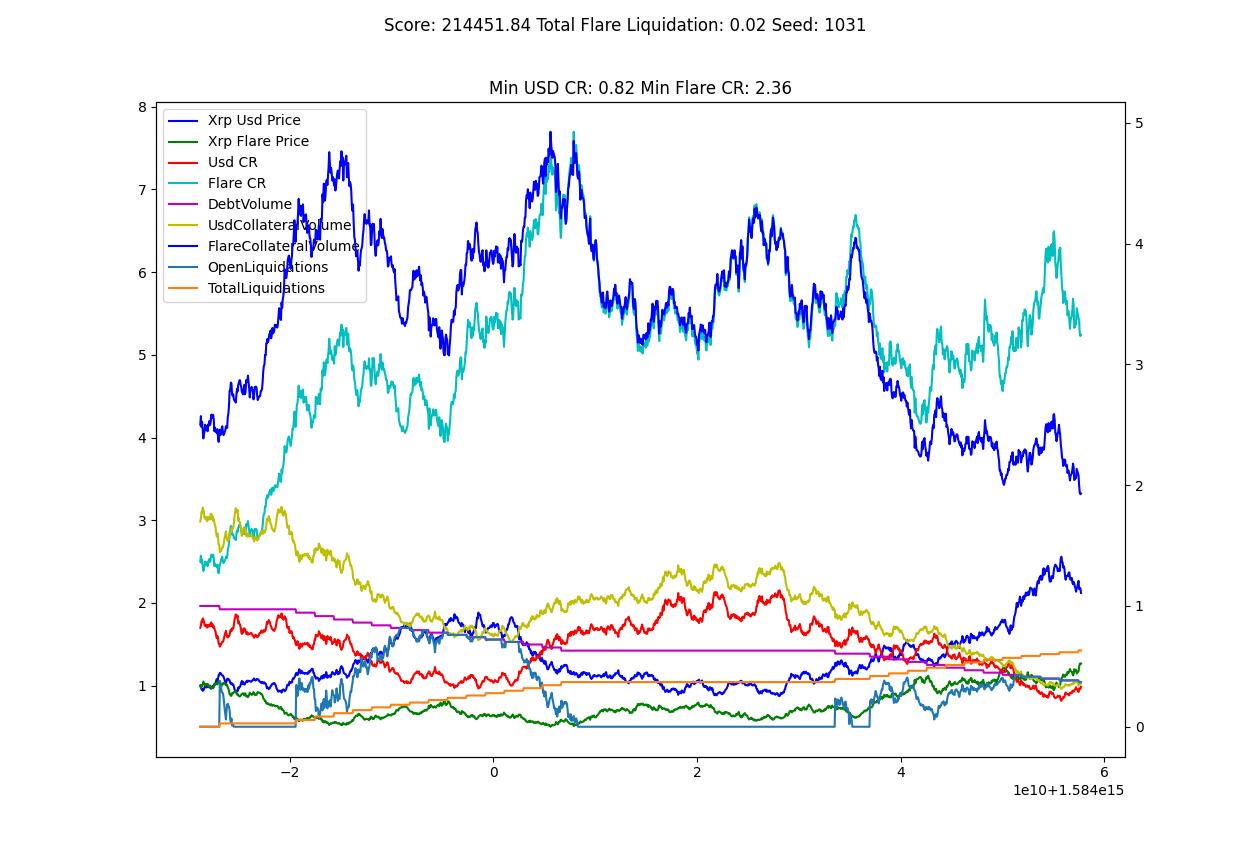 Score: 214451.84 Total Flare Liquidation: 0.02 Seed: 1031
Min USD CR: 0.82 Min Flare CR: 2.36
Xrp Usd Price
Xrp Flare Price
Usd CR
Flare CR
DebtVolume
UsdCollateralVolume
FlareCollateralVolume
OpenLiquidations
TotalLiquidations
8
7
6
5
4
3
2
1
5
4
3
2
1
0
−2
0
2
4
6
1e10+1.584e15